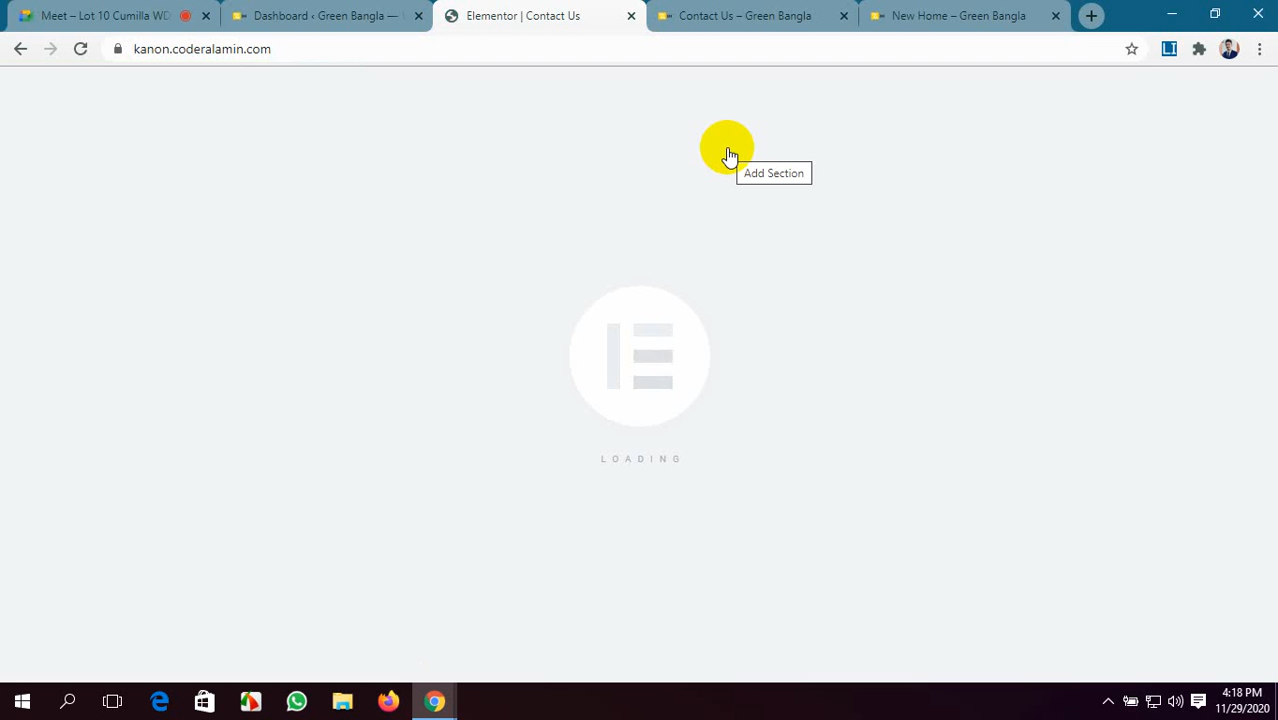 Meet – Lot 10 Cumilla WD
Dashboard ‹ Green Bangla —
Elementor | Contact Us
Contact Us – Green Bangla
New Home – Green Bangla
kanon.coderalamin.com
LI
Add Section
LOADING
4:18 PM
11/29/2020